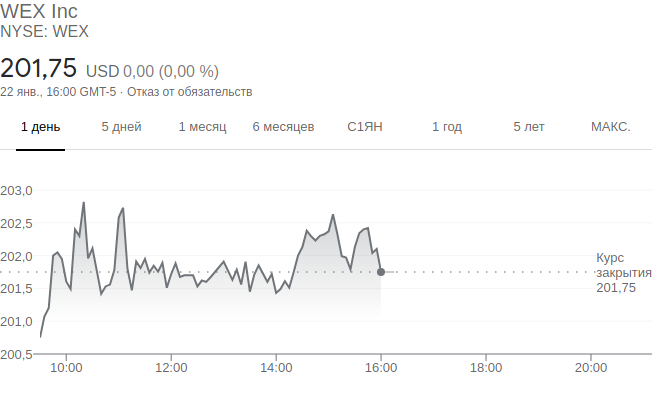 WEX Inc
NYSE: WEX
201,75 USD 0,00 (0,00 %)
22 янв., 16:00 GMT-5 · Отказ от обязательств
1 день 5 дней 1 месяц 6 месяцев С1ЯН 1 год 5 лет МАКС.
203,0
202,5
202,0
201,5
201,0
200,5
Курс
закрытия
201,75
10:00 12:00 14:00 16:00 18:00 20:00